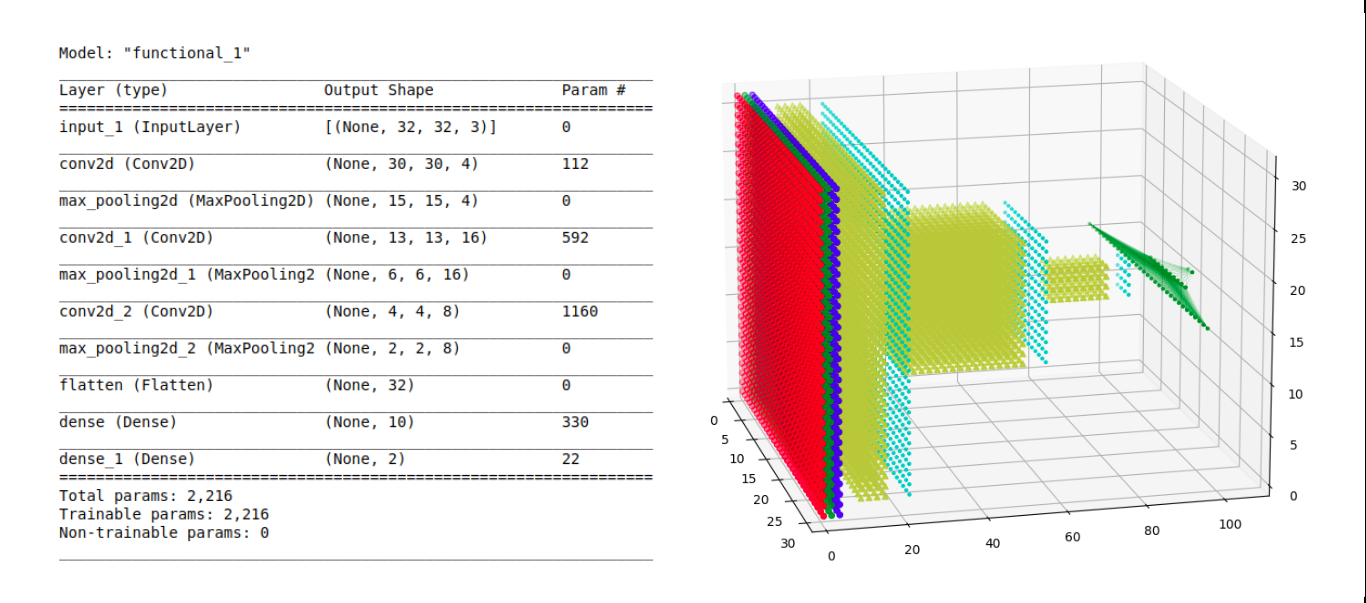 Model: "functional_1"
Layer (type) Output Shape Param #
input_1 (InputLayer) [(None, 32, 32, 3)] 0
conv2d (Conv2D) (None, 30, 30, 4) 112
max_pooling2d (MaxPooling2D) (None, 15, 15, 4) 0
conv2d_1 (Conv2D) (None, 13, 13, 16) 592
max_pooling2d_1 (MaxPooling2 (None, 6, 6, 16) 0
conv2d_2 (Conv2D) (None, 4, 4, 8) 1160
max_pooling2d_2 (MaxPooling2 (None, 2, 2, 8) 0
flatten (Flatten) (None, 32) 0
dense (Dense) (None, 10) 330
dense_1 (Dense) (None, 2) 22
Total params: 2,216
Trainable params: 2,216
Non-trainable params: 0
0
5
10
15
20
25
30
0
20
40
60
80
100
30
25
20
15
10
5
0